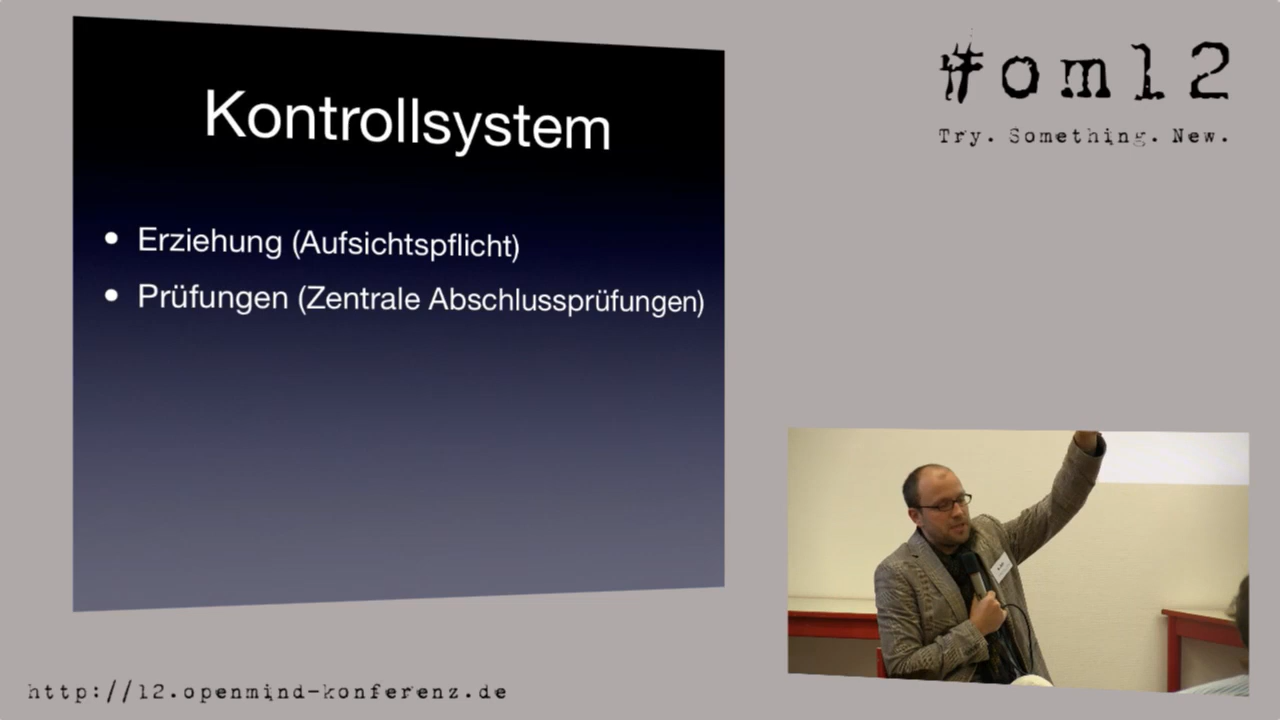 Kontrollsystem
• Erziehung (Aufsichtspflicht)
• Prüfungen (Zentrale Abschlussprüfungen)
#om12
Try. Something. New.
http://12.openmind-konferenz.de